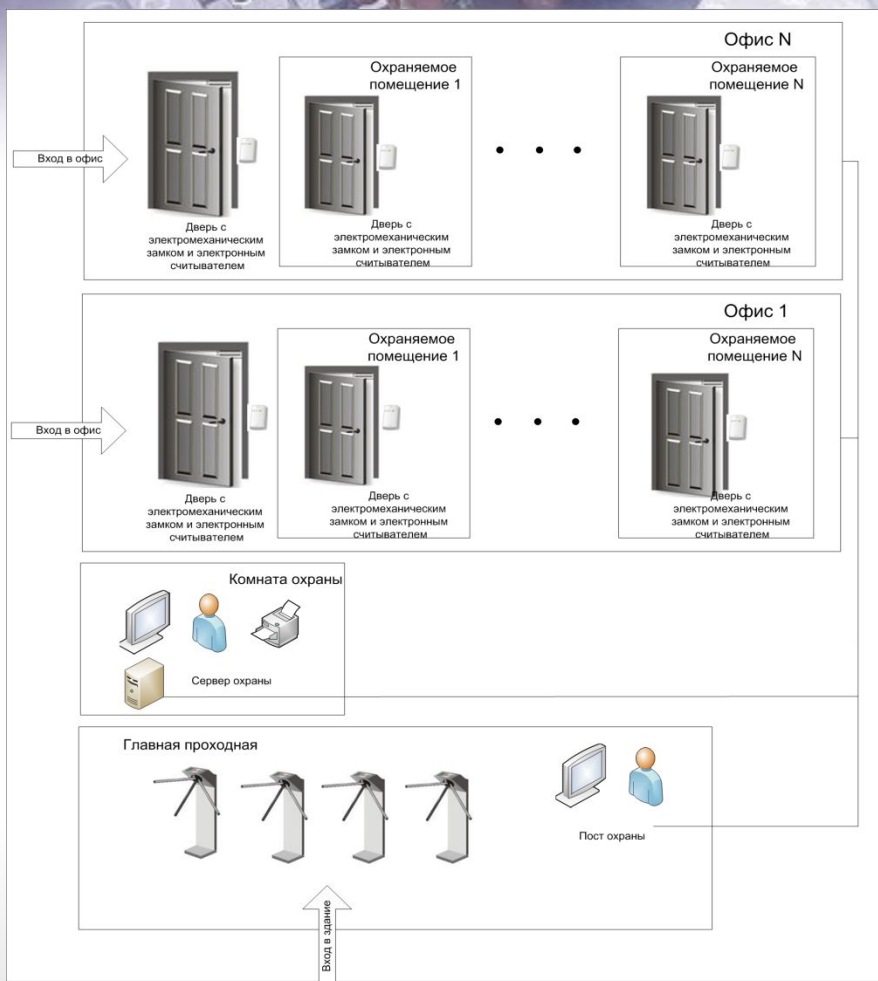 Офис N
Охраняемое
помещение 1
Охраняемое
помещение N
Вход в офис
Дверь с
электромеханическим
замком и электронным
считывателем
Дверь с
электромеханическим
замком и электронным
считывателем
Дверь с
электромеханическим
замком и электронным
считывателем
Офис 1
Охраняемое
помещение 1
Охраняемое
помещение N
Вход в офис
Дверь с
электромеханическим
замком и электронным
считывателем
Дверь с
электромеханическим
замком и электронным
считывателем
Дверь с
электромеханическим
замком и электронным
считывателем
Комната охраны
Сервер охраны
Главная проходная
Пост охраны
Вход в здание